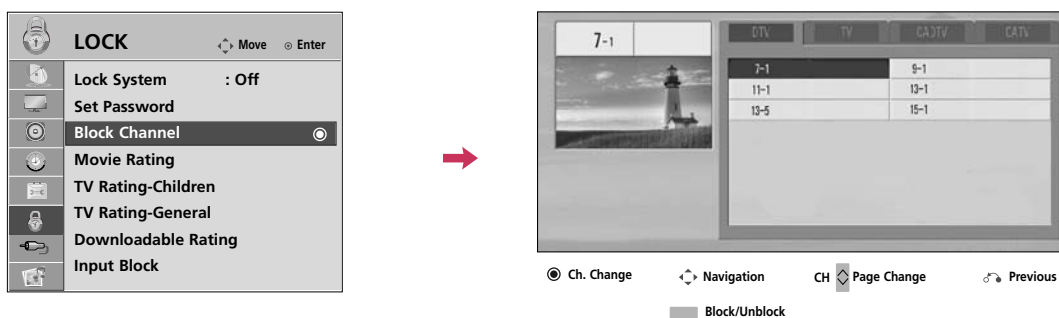 LOCK
Move
Enter
Lock System : Off
Set Password
Block Channel
Movie Rating
TV Rating-Children
TV Rating-General
Downloadable Rating
Input Block
7-1
DTV TV CADTV CATV
7-1 9-1
11-1 13-1
13-5 15-1
Ch. Change
Navigation
CH Page Change
Previous
Block/Unblock